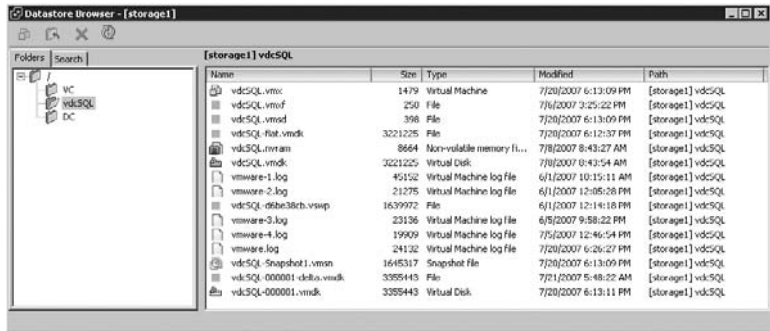 Datastore Browser - [storage1]
Folders Search
[storage1] vdcSQL
/
VC
vdcSQL
DC
Name Size Type Modified Path
vdcSQL.vmx 1479 Virtual Machine 7/20/2007 6:13:09 PM [storage1] vdcSQL
vdcSQL.vmxf 250 File 7/6/2007 3:25:22 PM [storage1] vdcSQL
vdcSQL.vmsd 398 File 7/20/2007 6:13:09 PM [storage1] vdcSQL
vdcSQL-flat.vmdk 3221225 File 7/20/2007 6:12:37 PM [storage1] vdcSQL
vdcSQL.nvram 8664 Non-volatile memory fi... 7/8/2007 8:43:27 AM [storage1] vdcSQL
vdcSQL.vmdk 3221225 Virtual Disk 7/8/2007 8:43:54 AM [storage1] vdcSQL
vmware-1.log 45152 Virtual Machine log file 6/1/2007 10:15:11 AM [storage1] vdcSQL
vmware-2.log 21275 Virtual Machine log file 6/1/2007 12:05:28 PM [storage1] vdcSQL
vdcSQL-d6be38cb.vswp 1639972 File 6/1/2007 12:14:18 PM [storage1] vdcSQL
vmware-3.log 23136 Virtual Machine log file 6/5/2007 9:58:22 PM [storage1] vdcSQL
vmware-4.log 19909 Virtual Machine log file 7/5/2007 12:46:54 PM [storage1] vdcSQL
vmware.log 24132 Virtual Machine log file 7/20/2007 6:26:27 PM [storage1] vdcSQL
vdcSQL-Snapshot1.vmsn 1645317 Snapshot file 7/20/2007 6:13:09 PM [storage1] vdcSQL
vdcSQL-000001-delta.vmdk 3355443 File 7/21/2007 5:48:22 AM [storage1] vdcSQL
vdcSQL-000001.vmdk 3355443 Virtual Disk 7/20/2007 6:13:11 PM [storage1] vdcSQL